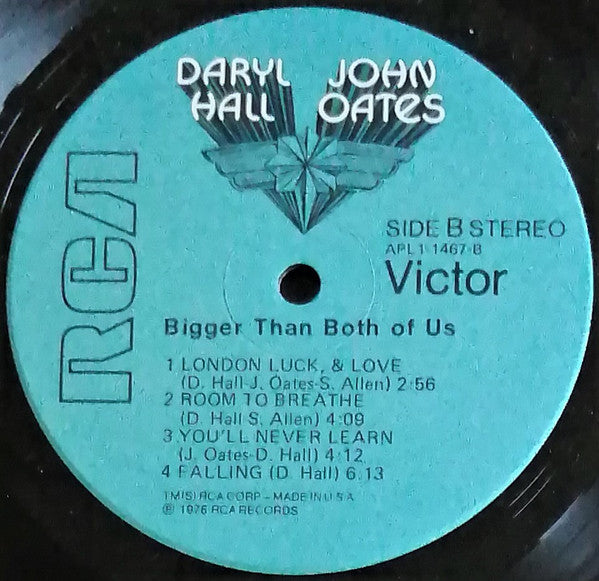 DARYL HALL
JOHN OATES
RCA
SIDE B STEREO
APL1-1467-B
Victor
Bigger Than Both of Us
1 LONDON LUCK, & LOVE
(D. Hall-J. Oates-S. Allen) 2:56
2 ROOM TO BREATHE
(D. Hall-S. Allen) 4:09
3 YOU'LL NEVER LEARN
(J. Oates-D. Hall) 4:12
4 FALLING (D. Hall) 6:13
TM(S) RCA CORP – MADE IN U.S.A.
℗ 1976 RCA RECORDS